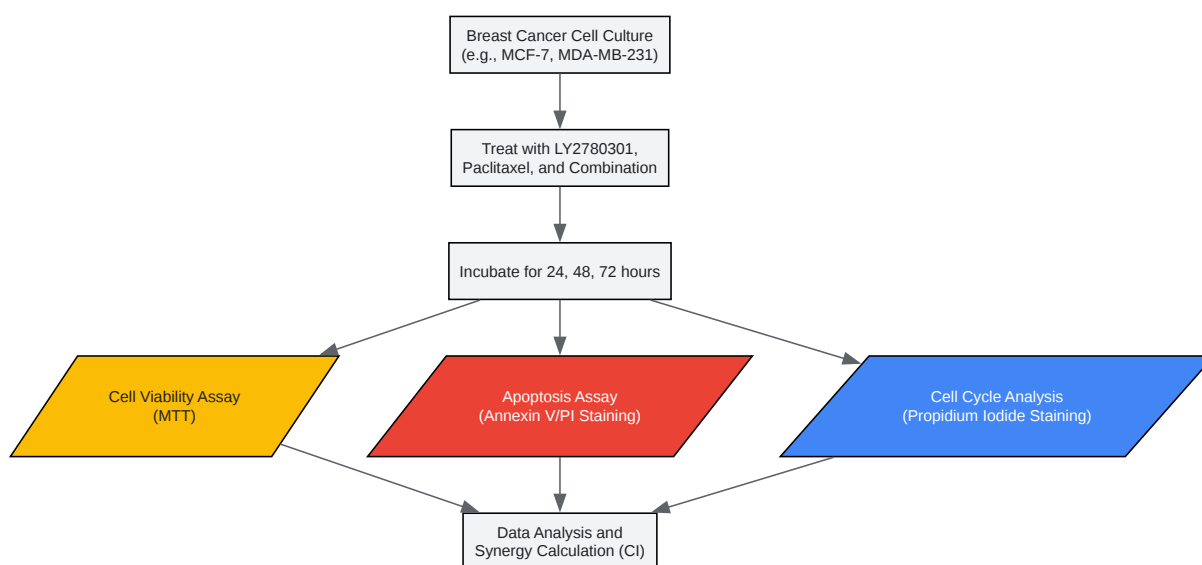 Breast Cancer Cell Culture
(e.g., MCF-7, MDA-MB-231)
Treat with LY2780301,
Paclitaxel, and Combination
Incubate for 24, 48, 72 hours
Cell Viability Assay
(MTT)
Apoptosis Assay
(Annexin V/PI Staining)
Cell Cycle Analysis
(Propidium Iodide Staining)
Data Analysis and
Synergy Calculation (CI)